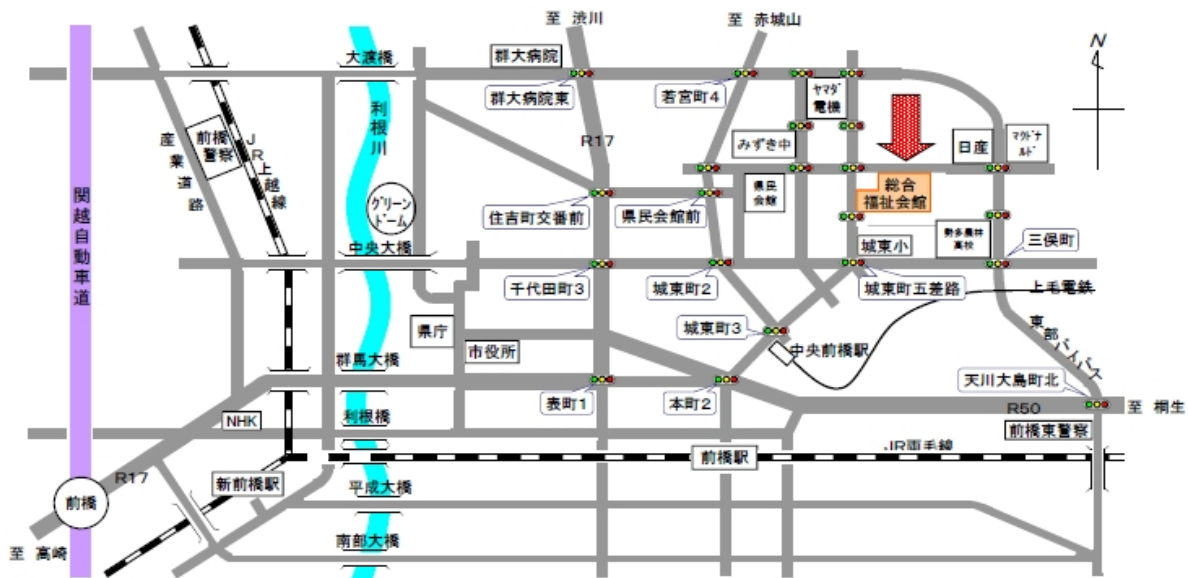 至 渋川
至 赤城山
N
大渡橋
群大病院
群大病院東
若宮町4
ヤマダ
電機
利根川
前橋
警察
JR上越線
産業道路
R17
みずき中
日産
マクドナ
ルド
関越自動車道
グリーン
ドーム
住吉町交番前
県民会館前
県民
会館
総合
福祉会館
勢多農林
高校
三俣町
中央大橋
城東小
千代田町3
城東町2
城東町五差路
上毛電鉄
県庁
市役所
城東町3
中央前橋駅
東部バイパス
群馬大橋
天川大島町北
表町1
本町2
R50
至 桐生
NHK
利根橋
前橋東警察
JR両毛線
前橋駅
R17
新前橋駅
平成大橋
前橋
南部大橋
至 高崎